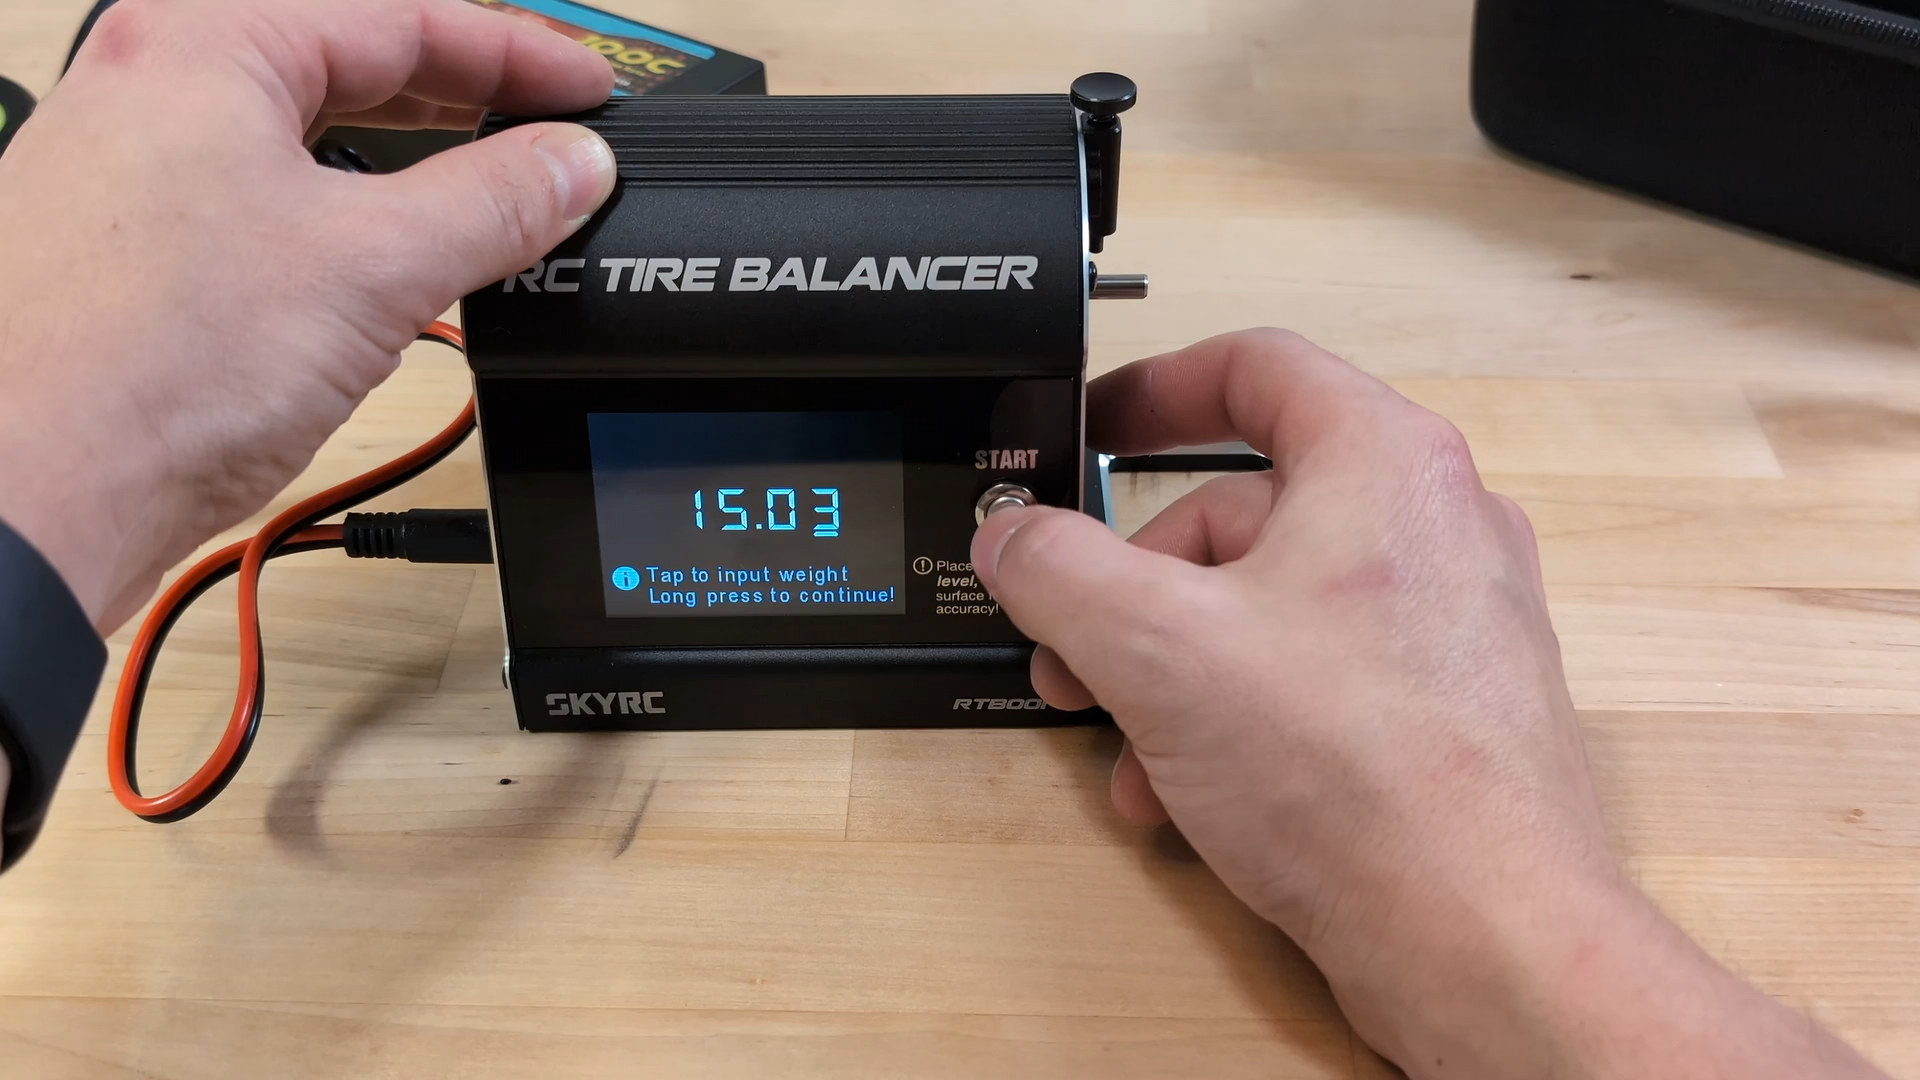 100C
RC TIRE BALANCER
START
15.03
Tap to input weight
Long press to continue!
Place
level,
surface
accuracy!
SKYRC